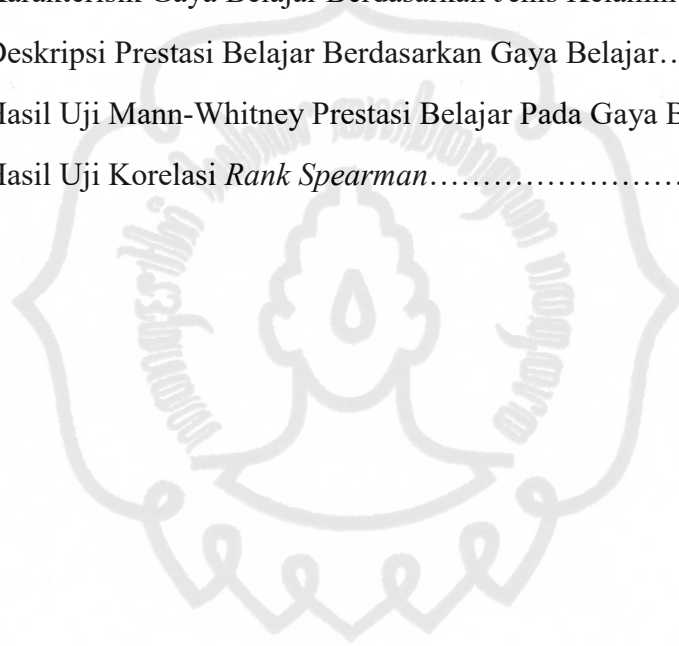 Karakteristik Gaya Belajar Berdasarkan Jenis Kelamin
Deskripsi Prestasi Belajar Berdasarkan Gaya Belajar…
Hasil Uji Mann-Whitney Prestasi Belajar Pada Gaya B
Hasil Uji Korelasi Rank Spearman……………………